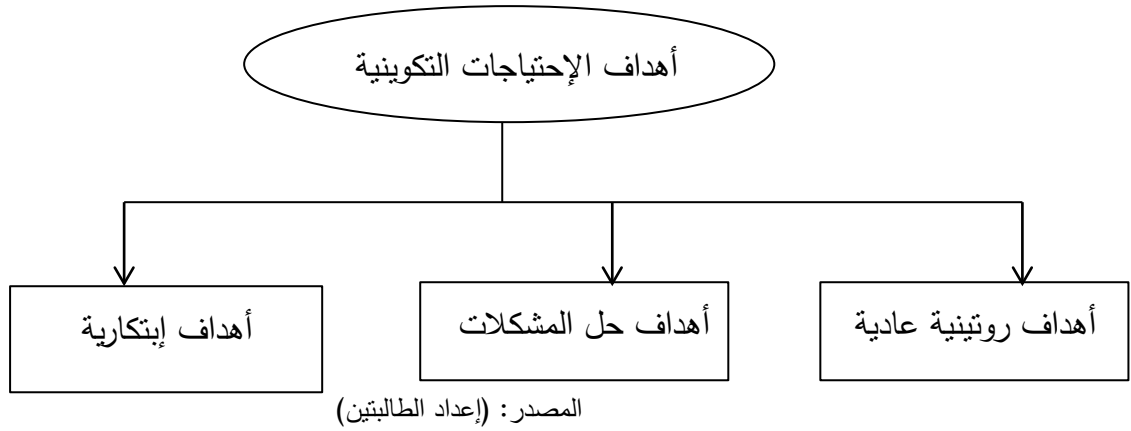 أهداف الإحتياجات التكوينية
أهداف روتينية عادية
أهداف حل المشكلات
أهداف إبتكارية
المصدر: (إعداد الطالبتين)